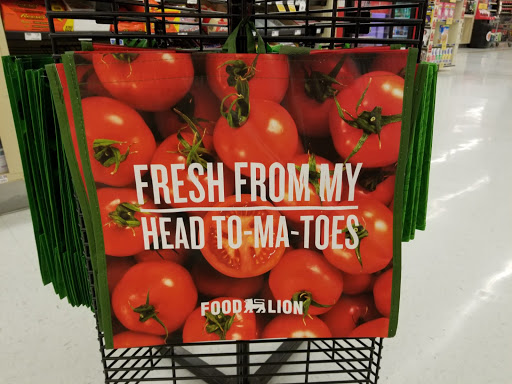 FRESH FROM MY
HEAD TO-MA-TOES
FOOD LION